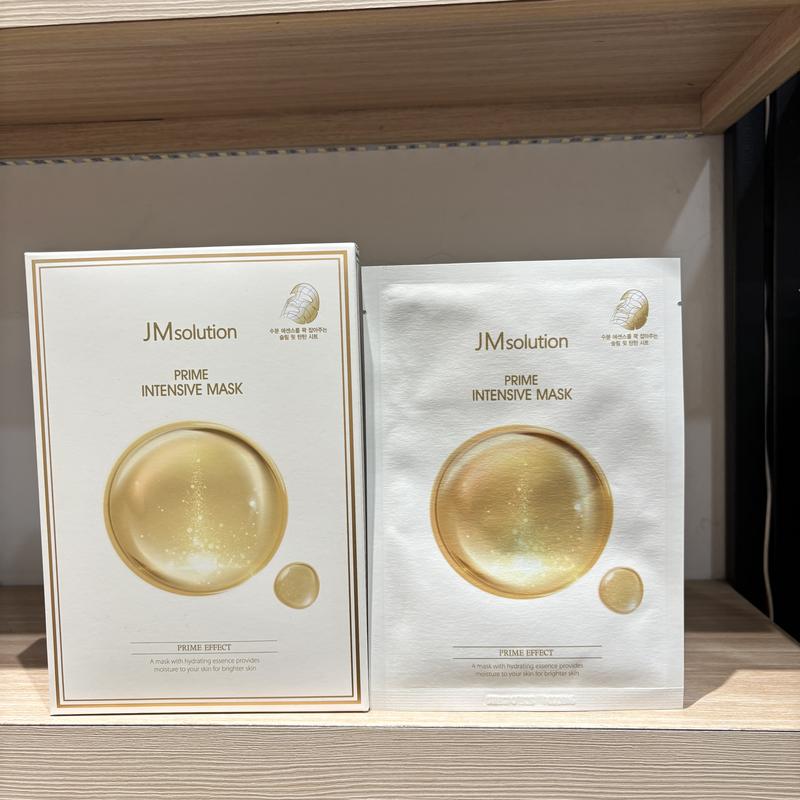 JMsolution
수분 에센스를 꽉 잡아주는
슬림 핏 탄탄 시트
PRIME
INTENSIVE MASK
PRIME EFFECT
A mask with hydrating essence provides
moisture to your skin for brighter skin
JMsolution
수분 에센스를 꽉 잡아주는
슬림 핏 탄탄 시트
PRIME
INTENSIVE MASK
PRIME EFFECT
A mask with hydrating essence provides
moisture to your skin for brighter skin